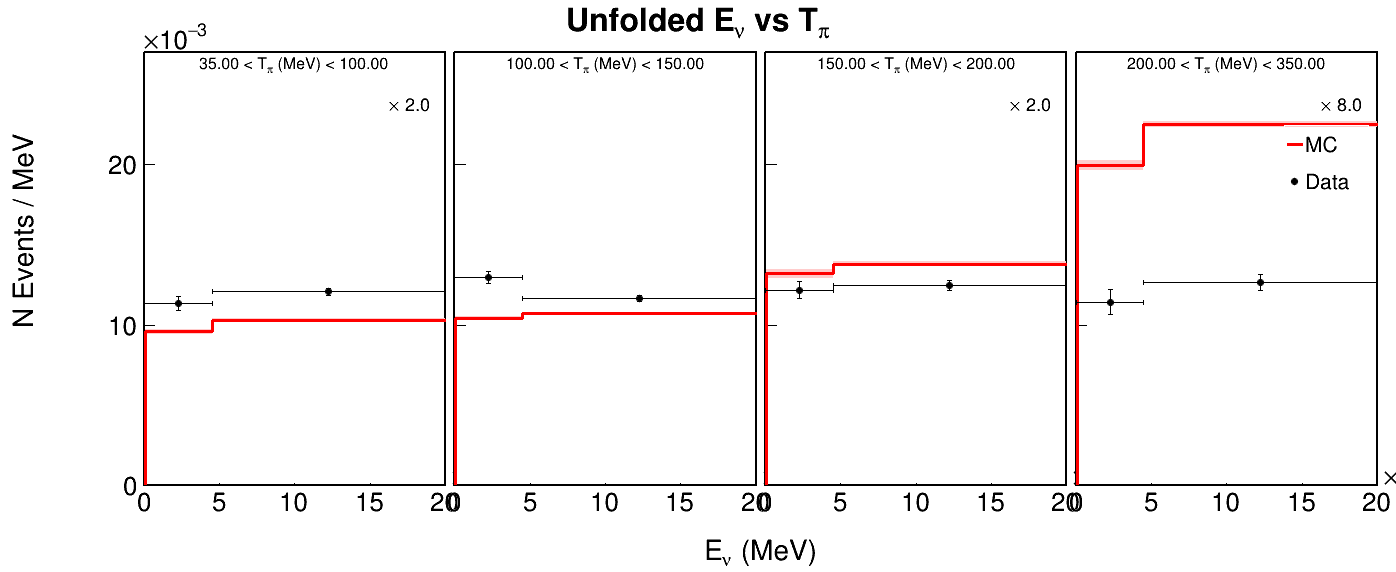 Unfolded Eν vs Tπ
×10⁻³
35.00 < Tπ (MeV) < 100.00
100.00 < Tπ (MeV) < 150.00
150.00 < Tπ (MeV) < 200.00
200.00 < Tπ (MeV) < 350.00
× 2.0
× 2.0
× 8.0
MC
Data
N Events / MeV
20
10
0
0 5 10 15 20
0 5 10 15 20
0 5 10 15 20
0 5 10 15 20
×
Eν (MeV)